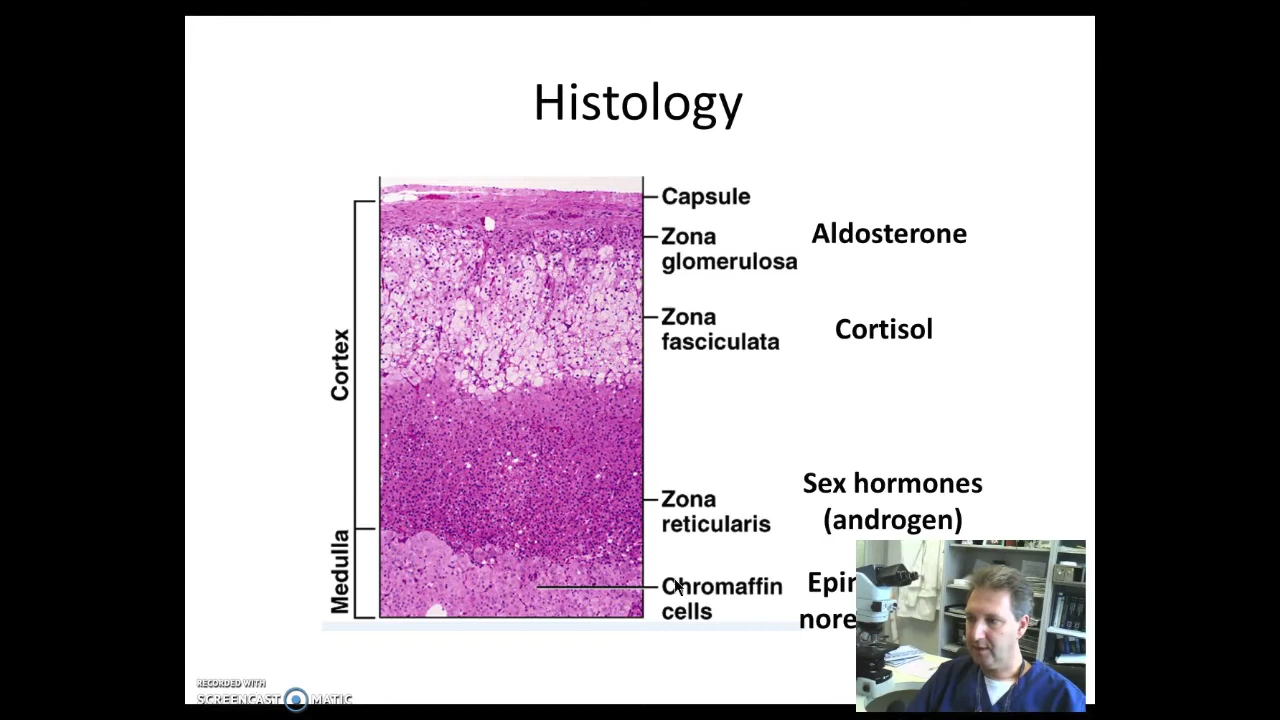 Histology
Capsule
Zona
glomerulosa
Aldosterone
Zona
fasciculata
Cortisol
Cortex
Zona
reticularis
Sex hormones
(androgen)
Medulla
Chromaffin
cells
RECORDED WITH
SCREENCAST MATIC